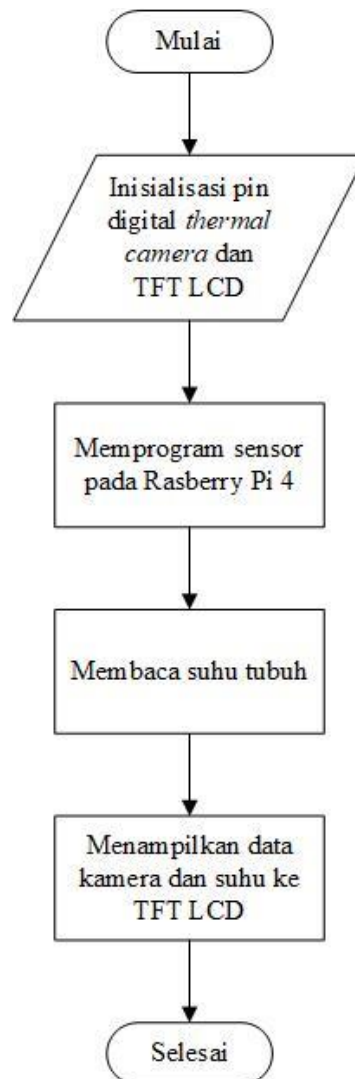 Mulai
Inisialisasi pin
digital thermal
camera dan
TFT LCD
Memprogram sensor
pada Rasberry Pi 4
Membaca suhu tubuh
Menampilkan data
kamera dan suhu ke
TFT LCD
Selesai